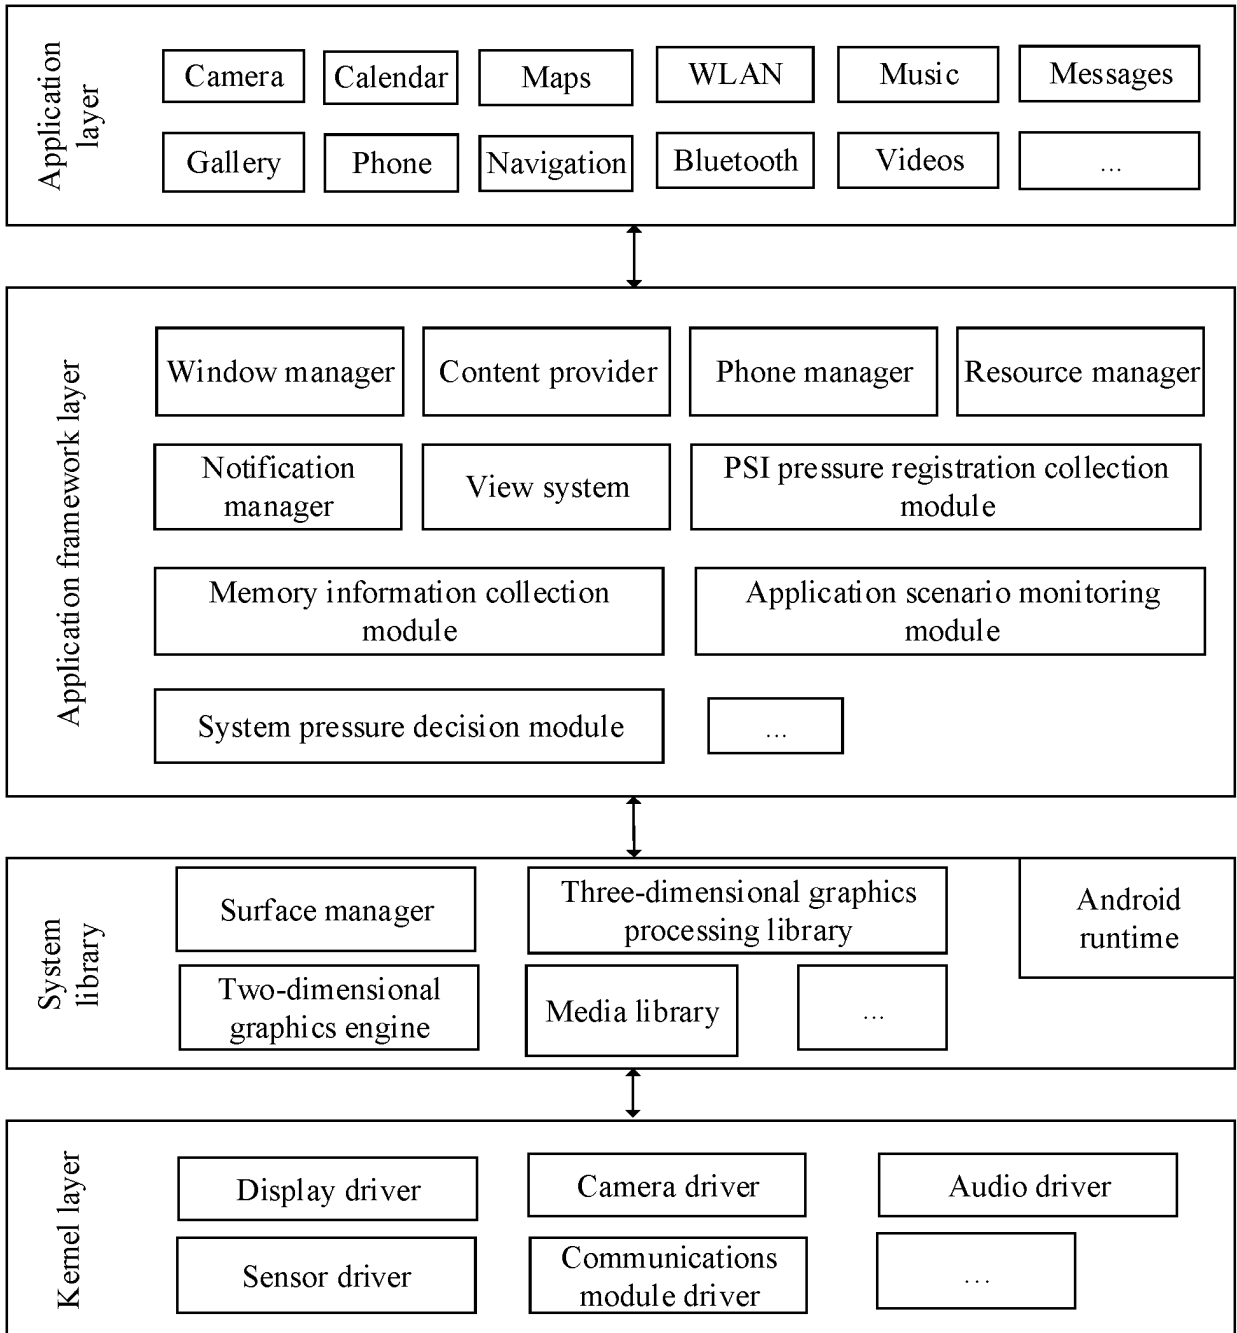 Application
layer
Camera
Calendar
Maps
WLAN
Music
Messages
Gallery
Phone
Navigation
Bluetooth
Videos
...
Application framework layer
Window manager
Content provider
Phone manager
Resource manager
Notification
manager
View system
PSI pressure registration collection
module
Memory information collection
module
Application scenario monitoring
module
System pressure decision module
...
System
library
Surface manager
Three-dimensional graphics
processing library
Android
runtime
Two-dimensional
graphics engine
Media library
...
Kernel layer
Display driver
Camera driver
Audio driver
Sensor driver
Communications
module driver
...